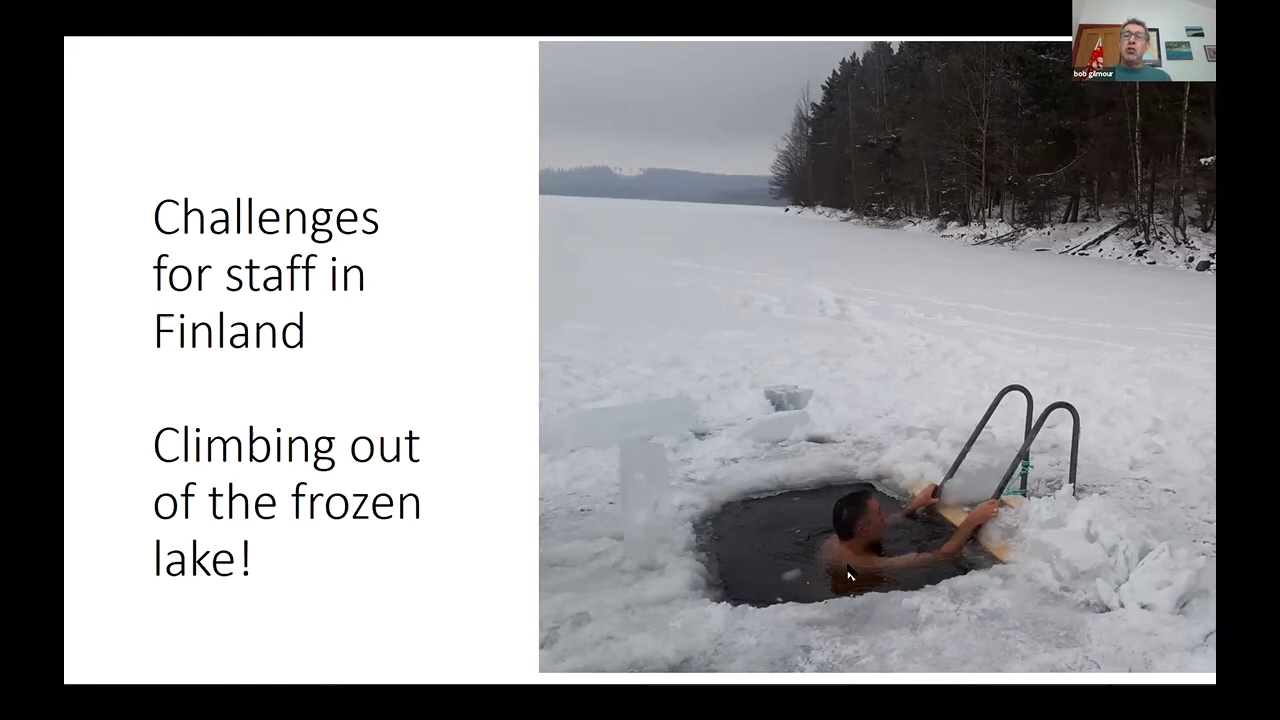 Challenges
for staff in
Finland
Climbing out
of the frozen
lake!
bob gilmour